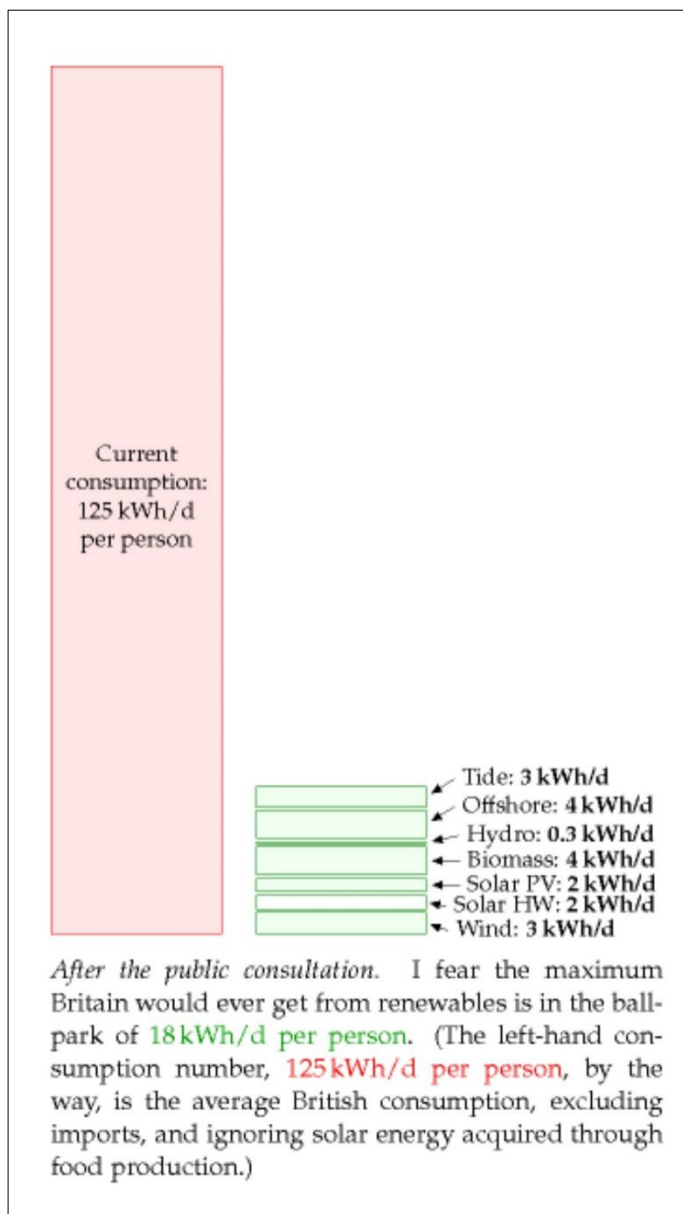 Current
consumption:
125 kWh/d
per person
Tide: 3 kWh/d
Offshore: 4 kWh/d
Hydro: 0.3 kWh/d
Biomass: 4 kWh/d
Solar PV: 2 kWh/d
Solar HW: 2 kWh/d
Wind: 3 kWh/d
After the public consultation. I fear the maximum
Britain would ever get from renewables is in the ball-
park of 18 kWh/d per person. (The left-hand con-
sumption number, 125 kWh/d per person, by the
way, is the average British consumption, excluding
imports, and ignoring solar energy acquired through
food production.)